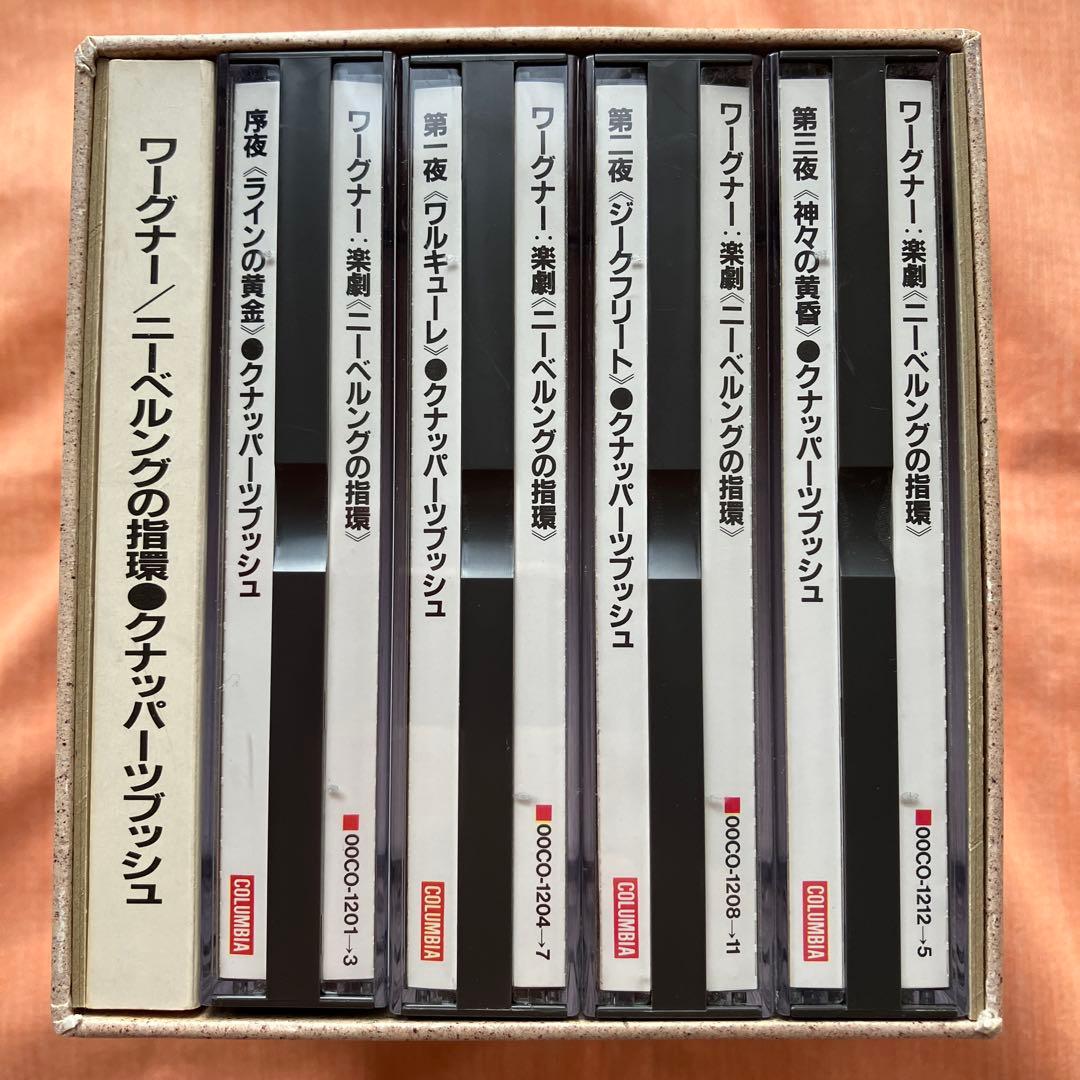 ワーグナー/ニーベルングの指環●クナッパーツブッシュ
序夜《ラインの黄金》●クナッパーツブッシュ
COLUMBIA
ワーグナー:楽劇《ニーベルングの指環》
00CO-1201→3
第一夜《ワルキューレ》●クナッパーツブッシュ
COLUMBIA
ワーグナー:楽劇《ニーベルングの指環》
00CO-1204→7
第二夜《ジークフリート》●クナッパーツブッシュ
COLUMBIA
ワーグナー:楽劇《ニーベルングの指環》
00CO-1208→11
第三夜《神々の黄昏》●クナッパーツブッシュ
COLUMBIA
ワーグナー:楽劇《ニーベルングの指環》
00CO-1212→5